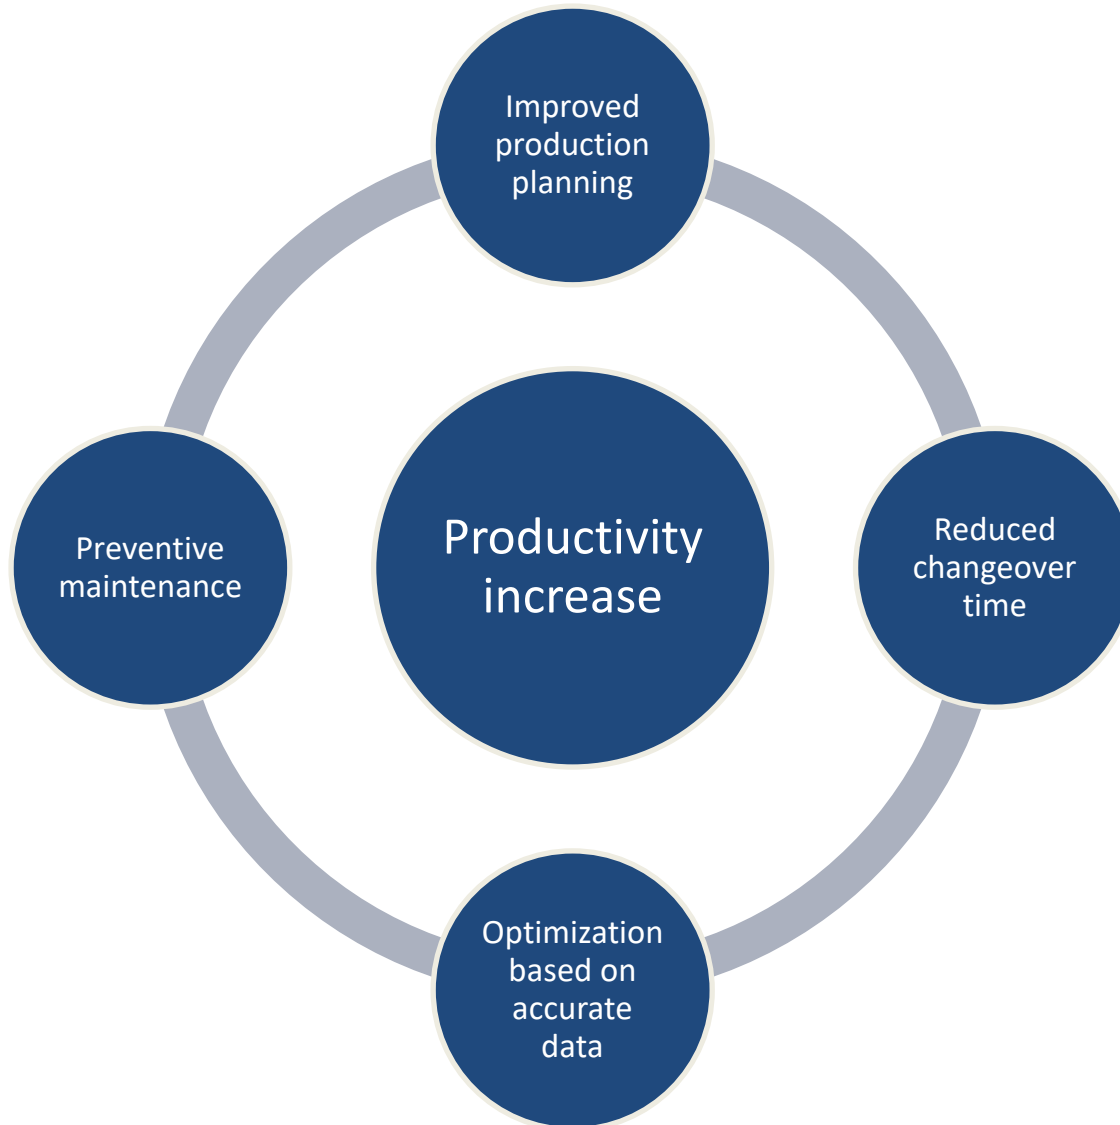 Improved
production
planning
Productivity
increase
Reduced
changeover
time
Preventive
maintenance
Optimization
based on
accurate
data